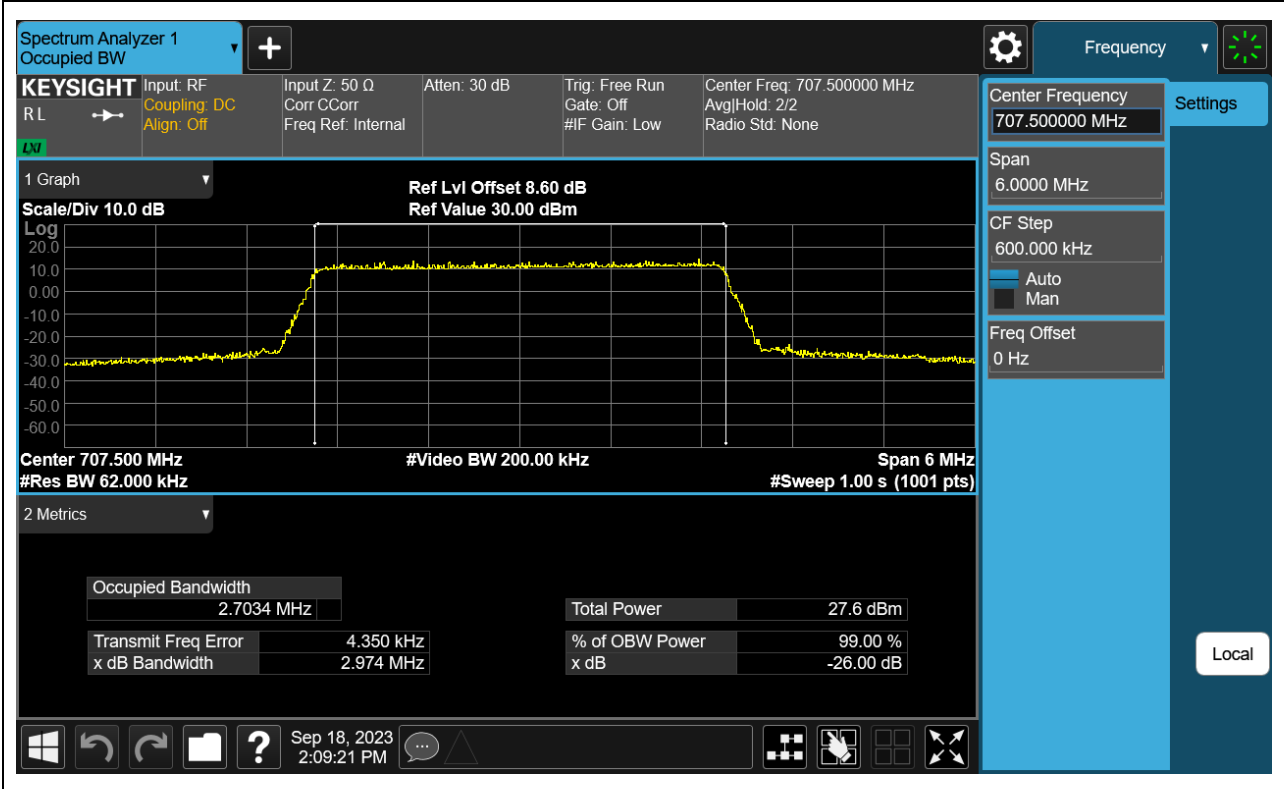 Spectrum Analyzer 1
Occupied BW
Frequency
KEYSIGHT
R L
LXI
Input: RF
Coupling: DC
Align: Off
Input Z: 50 Ω
Corr CCorr
Freq Ref: Internal
Atten: 30 dB
Trig: Free Run
Gate: Off
#IF Gain: Low
Center Freq: 707.500000 MHz
Avg|Hold: 2/2
Radio Std: None
Center Frequency
707.500000 MHz
Settings
Span
6.0000 MHz
CF Step
600.000 kHz
Auto
Man
Freq Offset
0 Hz
Local
1 Graph
Scale/Div 10.0 dB
Ref Lvl Offset 8.60 dB
Ref Value 30.00 dBm
Log
20.0
10.0
0.00
-10.0
-20.0
-30.0
-40.0
-50.0
-60.0
Center 707.500 MHz
#Video BW 200.00 kHz
Span 6 MHz
#Res BW 62.000 kHz
#Sweep 1.00 s (1001 pts)
2 Metrics
Occupied Bandwidth
2.7034 MHz
Total Power 27.6 dBm
Transmit Freq Error 4.350 kHz
% of OBW Power 99.00 %
x dB Bandwidth 2.974 MHz
x dB -26.00 dB
?
Sep 18, 2023
2:09:21 PM